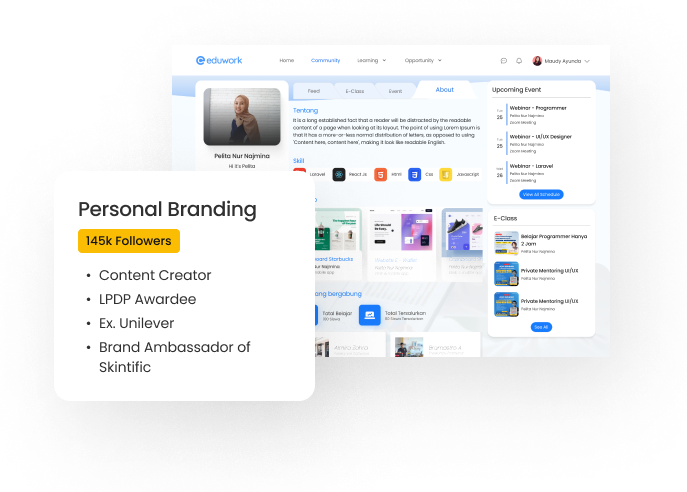 eduwork
Home
Community
Learning
Opportunity
Maudy Ayunda
Feed
E-Class
Event
About
Pelita Nur Najmina
Hi It's Pelita
Tentang
It is a long established fact that a reader will be distracted by the readable
content of a page when looking at its layout. The point of using Lorem Ipsum is
that it has a more-or-less normal distribution of letters, as opposed to using
'Content here, content here', making it look like readable English.
Skill
Laravel
React Js
Html
Css
Javascript
Upcoming Event
Webinar - Programmer
Pelita Nur Najmina
Zoom Meeting
Webinar - UI/UX Designer
Pelita Nur Najmina
Zoom Meeting
Webinar - Laravel
Pelita Nur Najmina
Zoom Meeting
View All Schedule
E-Class
Belajar Programmer Hanya
2 Jam
Pelita Nur Najmina
Private Mentoring UI/UX
Pelita Nur Najmina
Private Mentoring UI/UX
Pelita Nur Najmina
See All
Personal Branding
145k Followers
• Content Creator
• LPDP Awardee
• Ex. Unilever
• Brand Ambassador of
Skintific
Starbucks
Nur Najmina
bergabung
Total Belajar
Total Tersalurkan